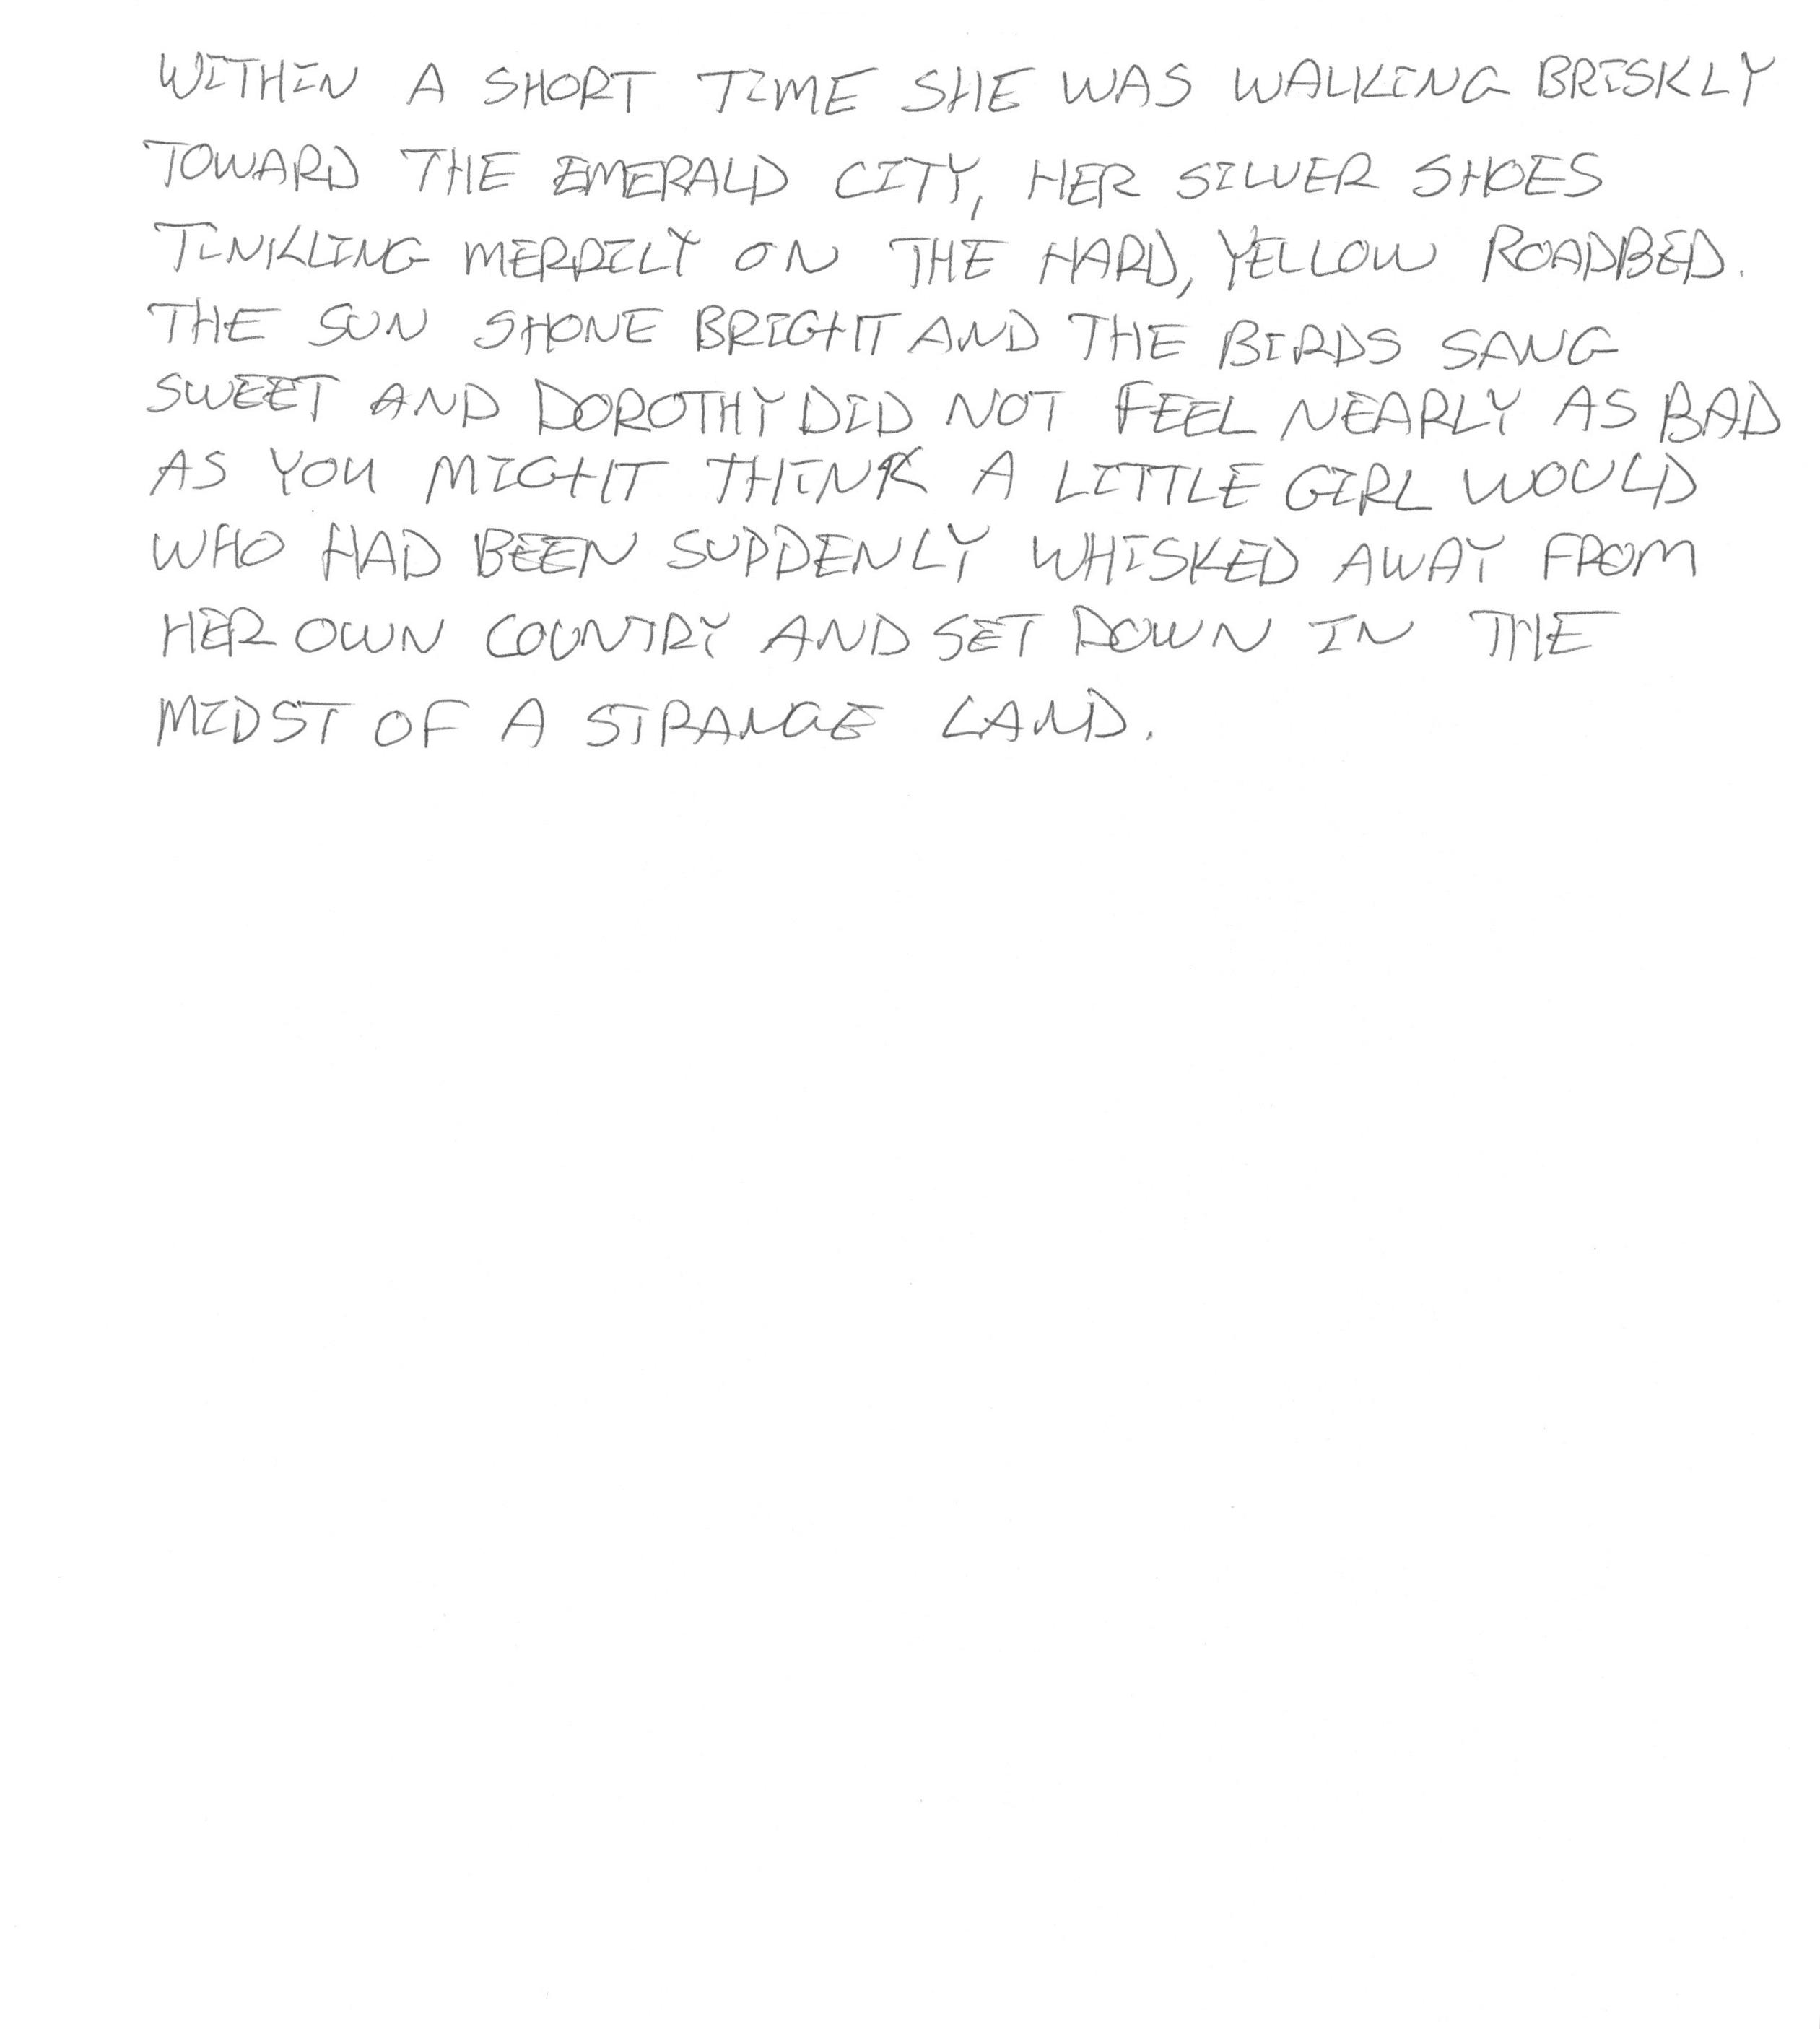 WITHIN A SHORT TIME SHE WAS WALKING BRISKLY
TOWARD THE EMERALD CITY, HER SILVER SHOES
TINKLING MERRILY ON THE HARD, YELLOW ROADBED.
THE SUN SHONE BRIGHT AND THE BIRDS SANG
SWEET AND DOROTHY DID NOT FEEL NEARLY AS BAD
AS YOU MIGHT THINK A LITTLE GIRL WOULD
WHO HAD BEEN SUDDENLY WHISKED AWAY FROM
HER OWN COUNTRY AND SET DOWN IN THE
MIDST OF A STRANGE LAND.